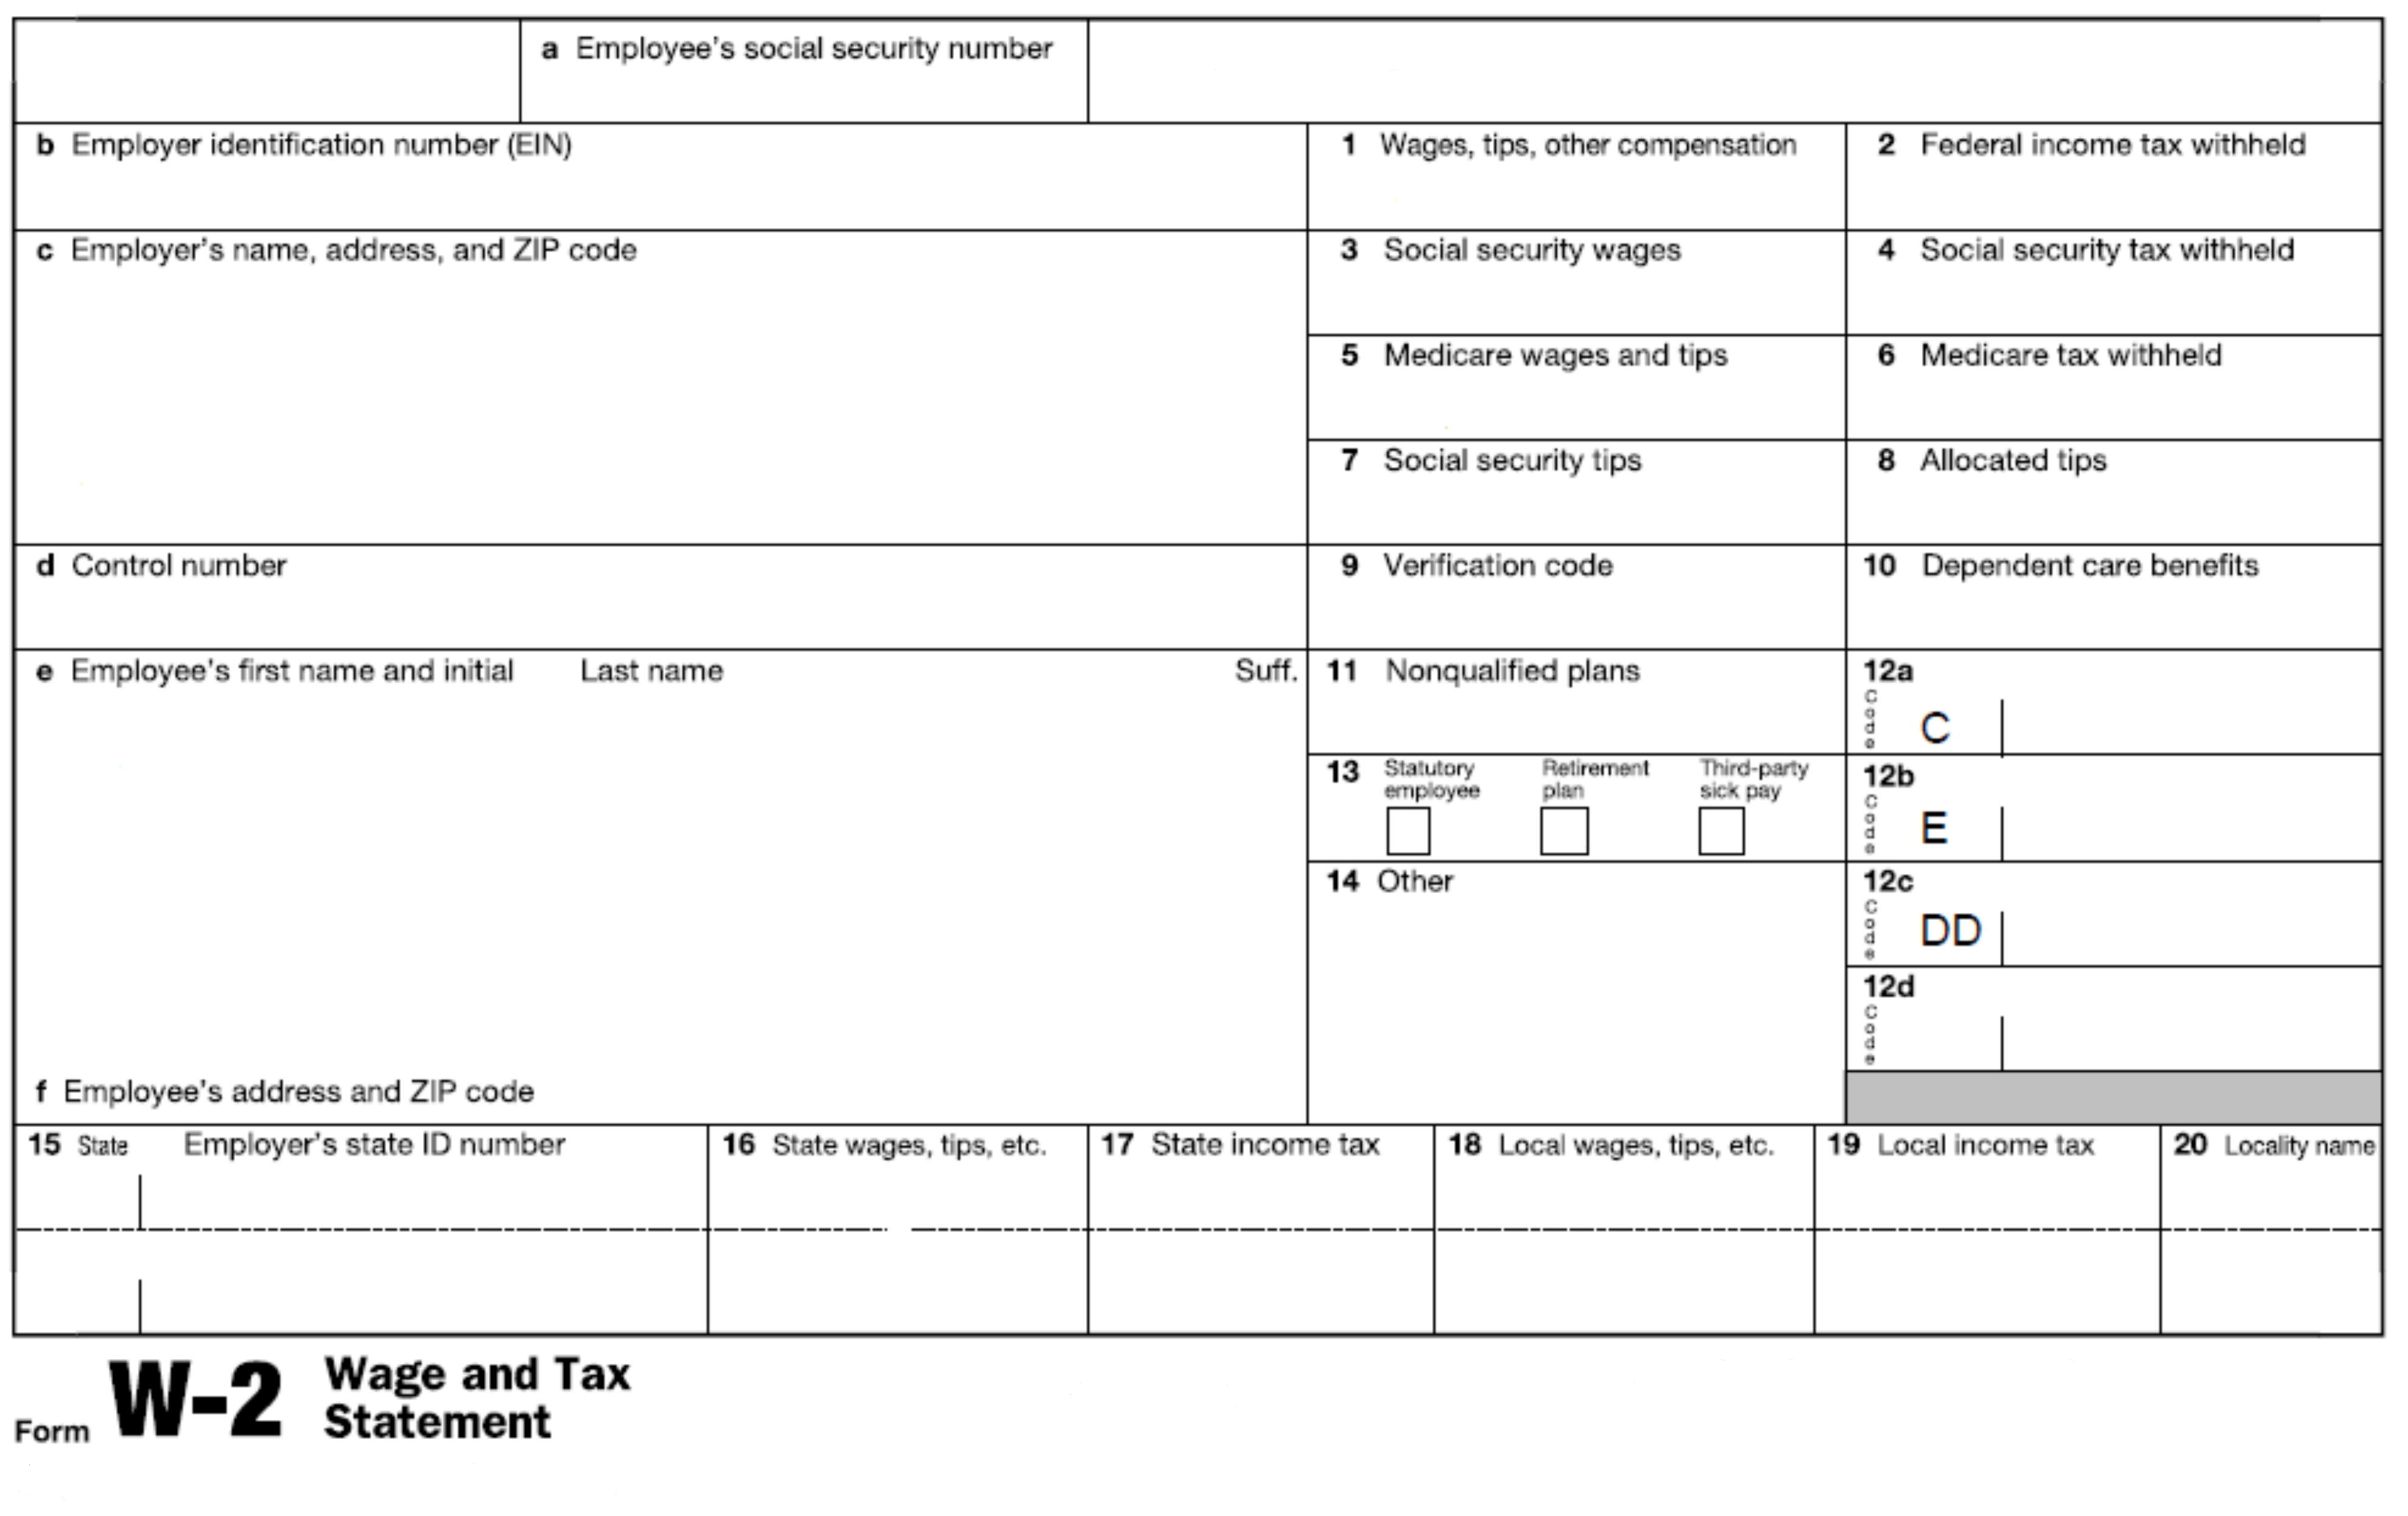 a Employee's social security number
b Employer identification number (EIN)
1 Wages, tips, other compensation
2 Federal income tax withheld
c Employer's name, address, and ZIP code
3 Social security wages
4 Social security tax withheld
5 Medicare wages and tips
6 Medicare tax withheld
7 Social security tips
8 Allocated tips
d Control number
9 Verification code
10 Dependent care benefits
e Employee's first name and initial Last name Suff.
11 Nonqualified plans
12a
Code C
13 Statutory employee Retirement plan Third-party sick pay
12b
Code E
14 Other
12c
Code DD
12d
Code
f Employee's address and ZIP code
15 State Employer's state ID number
16 State wages, tips, etc.
17 State income tax
18 Local wages, tips, etc.
19 Local income tax
20 Locality name
Form W-2 Wage and Tax
Statement